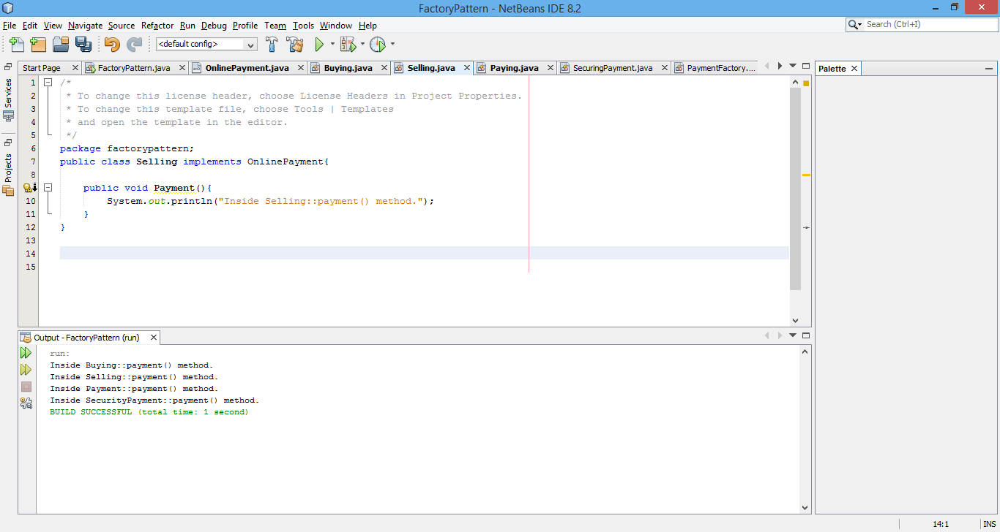 FactoryPattern - NetBeans IDE 8.2
File Edit View Navigate Source Refactor Run Debug Profile Team Tools Window Help
Search (Ctrl+I)
<default config>
Start Page FactoryPattern.java OnlinePayment.java Buying.java Selling.java Paying.java SecuringPayment.java PaymentFactory....
Palette
Services
Projects
1 /*
2 * To change this license header, choose License Headers in Project Properties.
3 * To change this template file, choose Tools | Templates
4 * and open the template in the editor.
5 */
6 package factorypattern;
7 public class Selling implements OnlinePayment{
8
public void Payment(){
10 System.out.println("Inside Selling::payment() method.");
11 }
12 }
13
14
15
Output - FactoryPattern (run)
run:
Inside Buying::payment() method.
Inside Selling::payment() method.
Inside Payment::payment() method.
Inside SecurityPayment::payment() method.
BUILD SUCCESSFUL (total time: 1 second)
14:1 INS